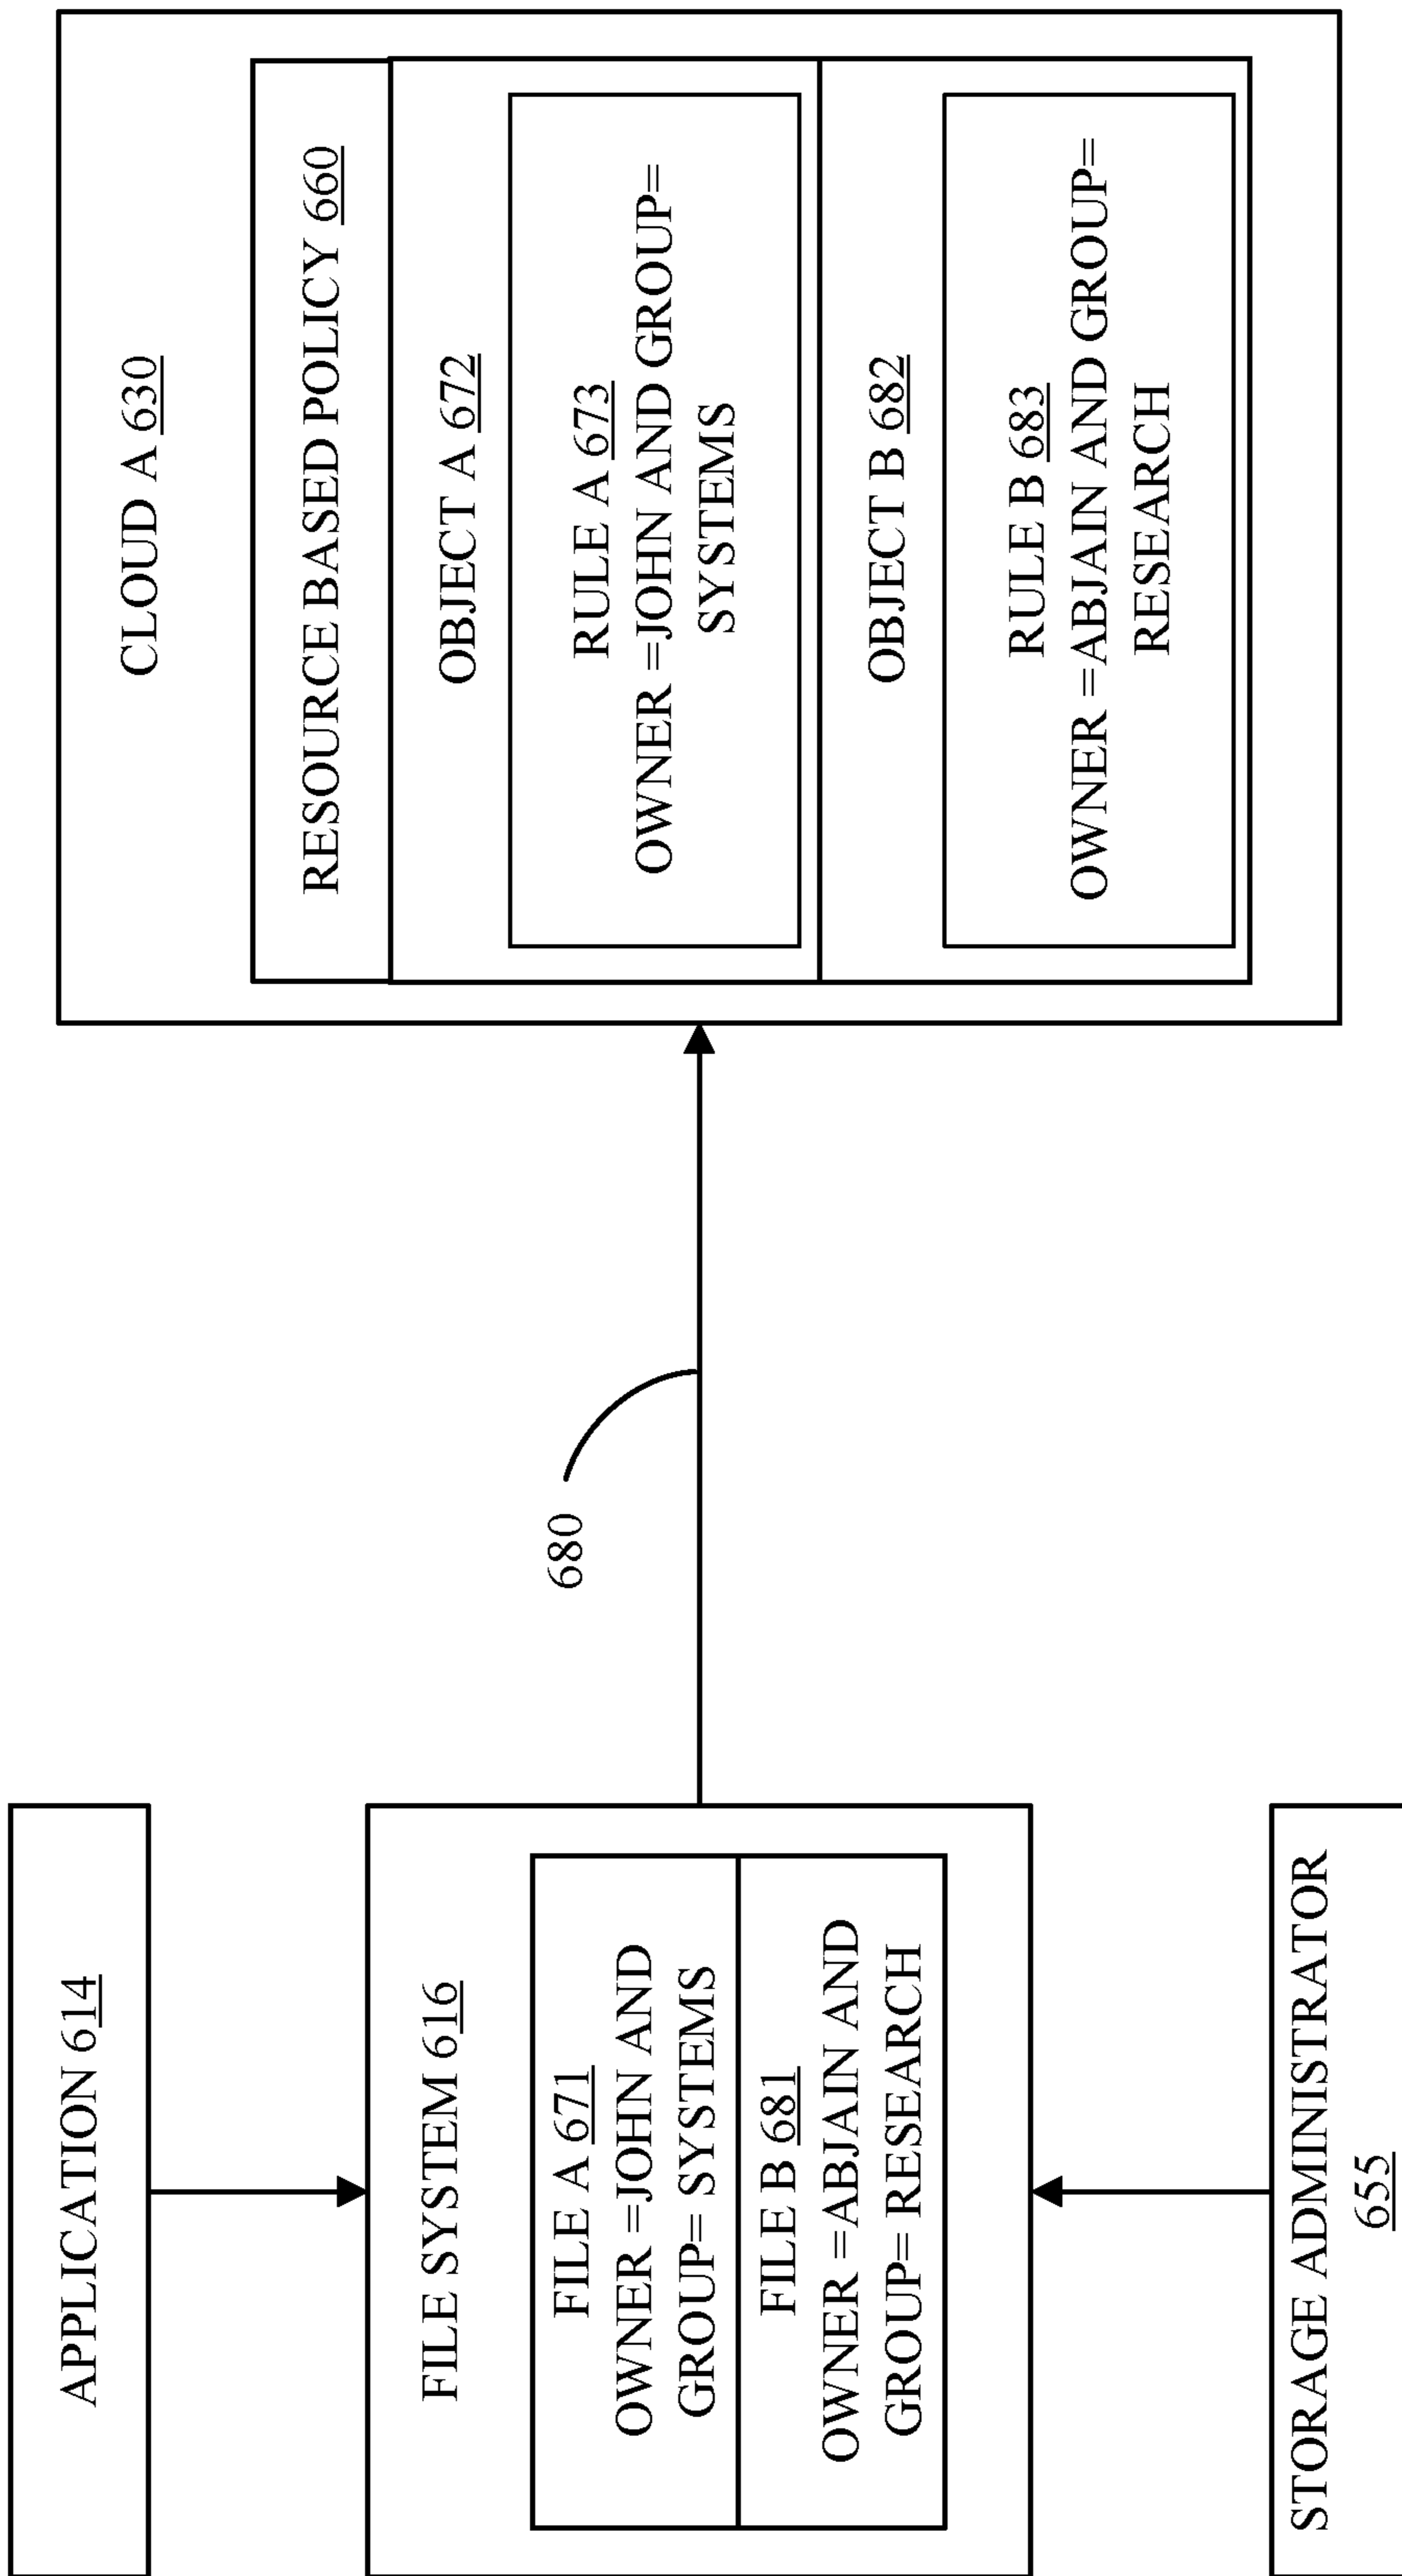 APPLICATION 614
FILE SYSTEM 616
FILE A 671
OWNER =JOHN AND
GROUP= SYSTEMS
FILE B 681
OWNER =ABJAIN AND
GROUP= RESEARCH
STORAGE ADMINISTRATOR
655
680
CLOUD A 630
RESOURCE BASED POLICY 660
OBJECT A 672
RULE A 673
OWNER =JOHN AND GROUP=
SYSTEMS
OBJECT B 682
RULE B 683
OWNER =ABJAIN AND GROUP=
RESEARCH